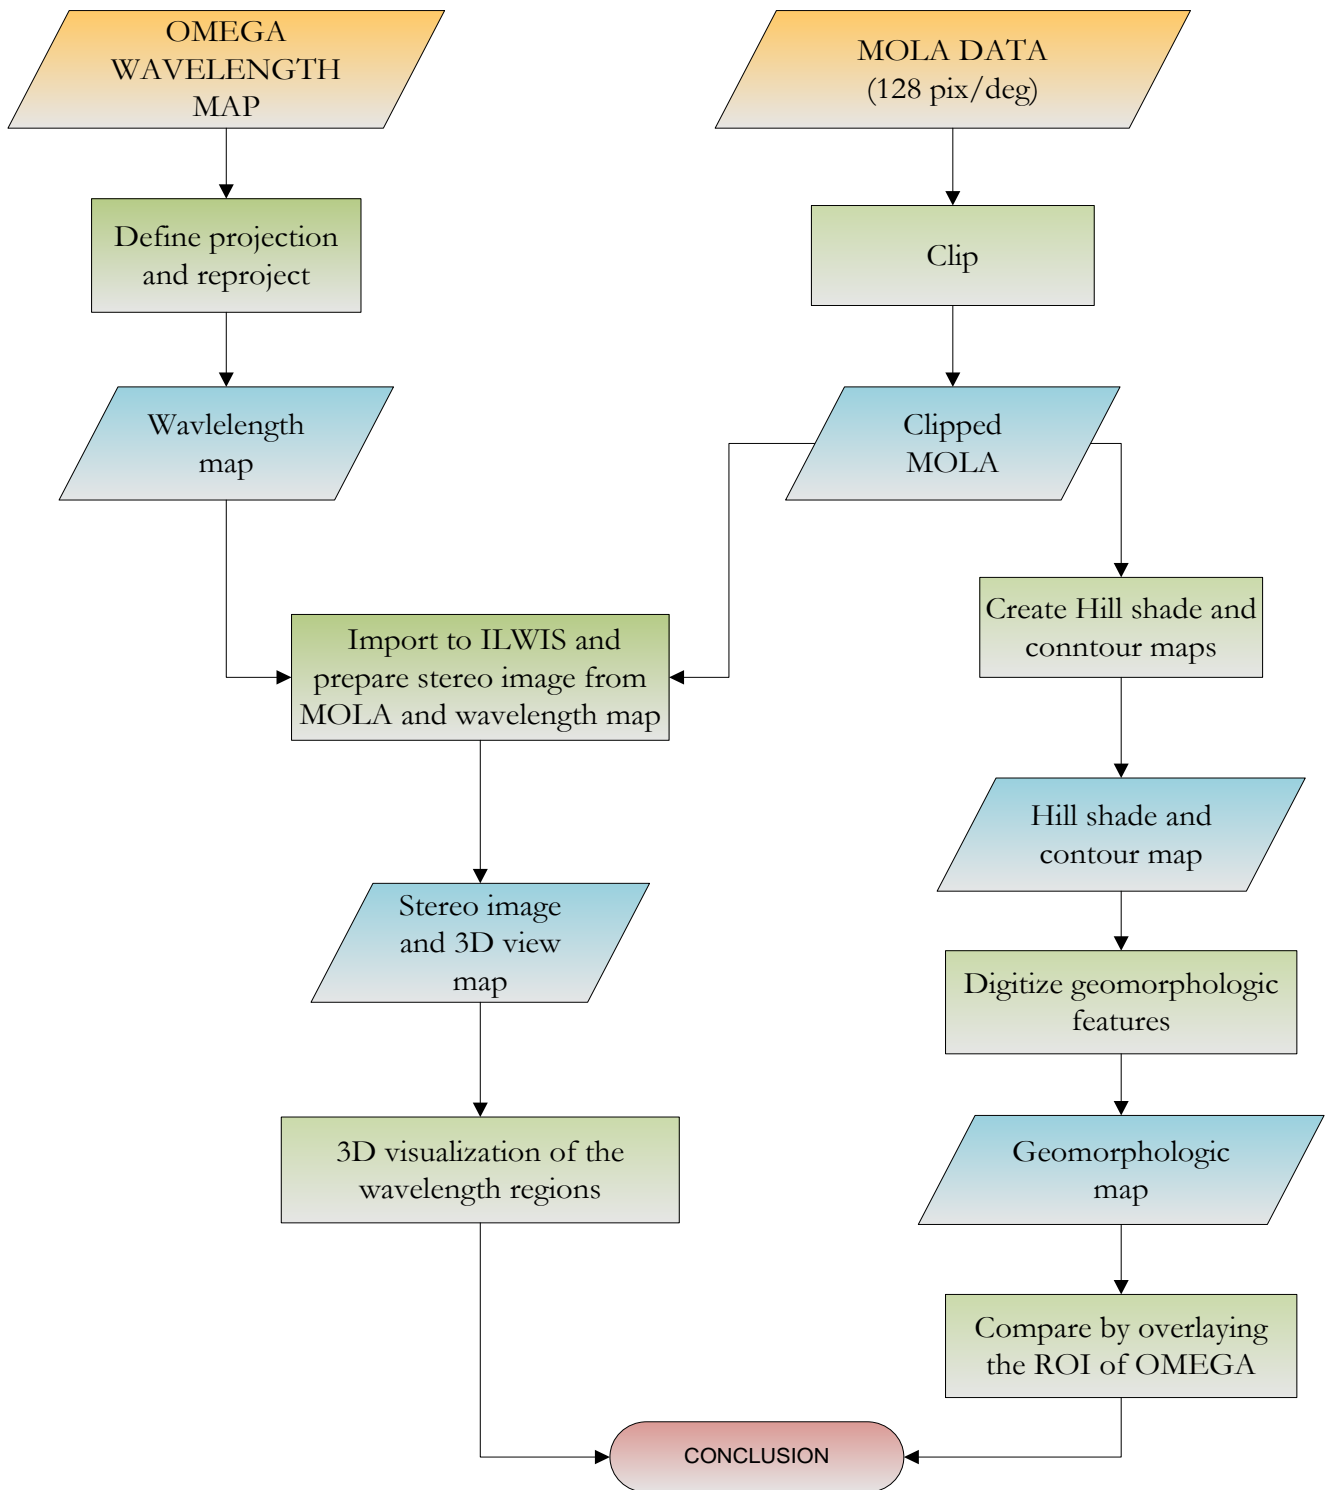 OMEGA
WAVELENGTH
MAP
MOLA DATA
(128 pix/deg)
Define projection
and reproject
Clip
Wavlelength
map
Clipped
MOLA
Create Hill shade and
conntour maps
Import to ILWIS and
prepare stereo image from
MOLA and wavelength map
Hill shade and
contour map
Stereo image
and 3D view
map
Digitize geomorphologic
features
3D visualization of the
wavelength regions
Geomorphologic
map
Compare by overlaying
the ROI of OMEGA
CONCLUSION